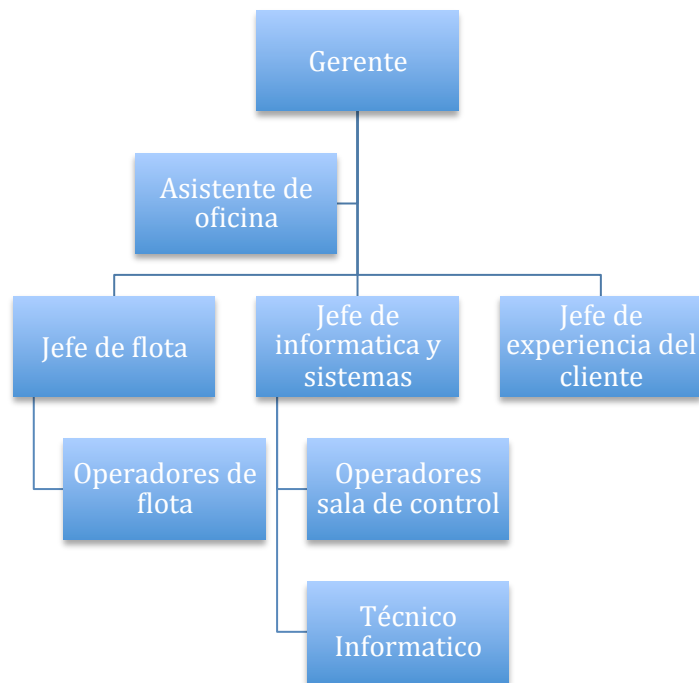 Gerente
Asistente de
oficina
Jefe de flota
Jefe de
informatica y
sistemas
Jefe de
experiencia del
cliente
Operadores de
flota
Operadores
sala de control
Técnico
Informatico